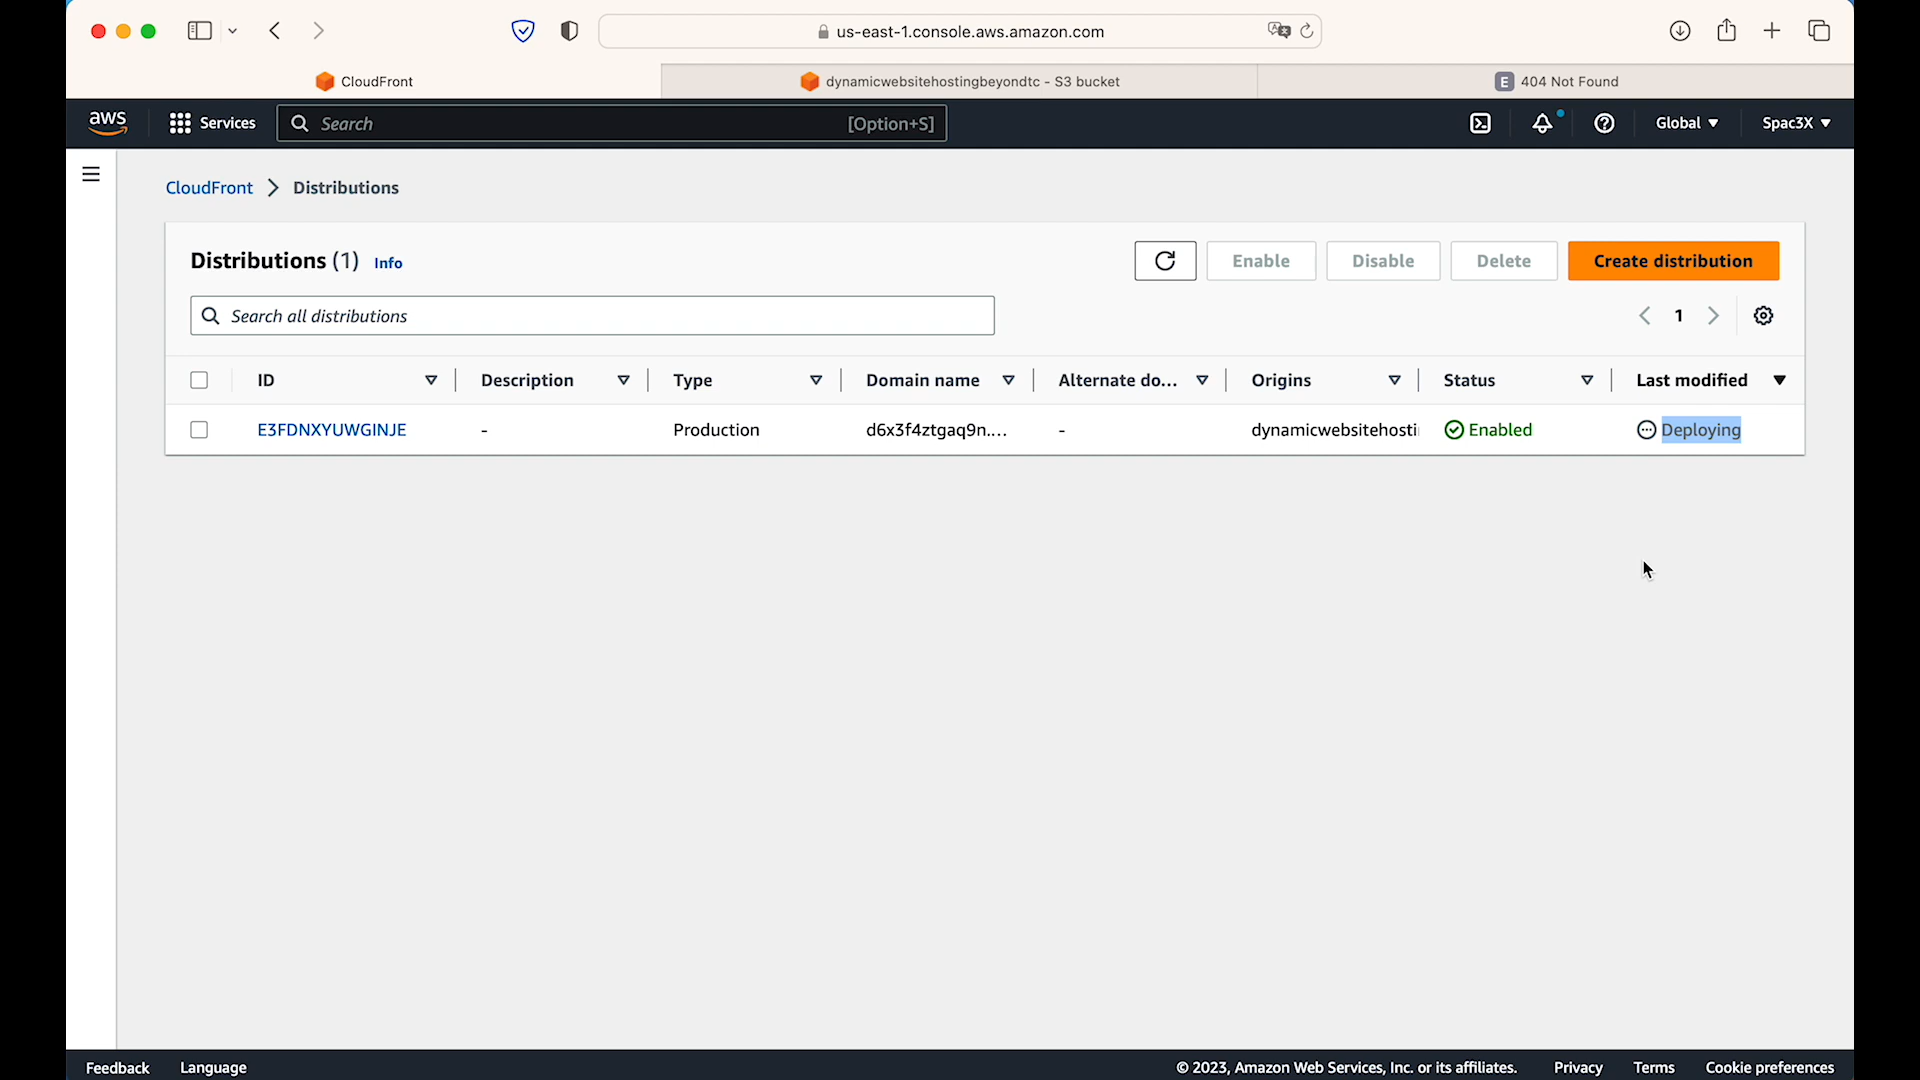 us-east-1.console.aws.amazon.com
CloudFront
dynamicwebsitehostingbeyondtc - S3 bucket
E 404 Not Found
aws Services Search [Option+S] Global Spac3X
CloudFront > Distributions
Distributions (1) Info Enable Disable Delete Create distribution
Search all distributions 1
ID Description Type Domain name Alternate do... Origins Status Last modified
E3FDNXYUWGINJE - Production d6x3f4ztgaq9n.... - dynamicwebsitehosti Enabled Deploying
Feedback Language © 2023, Amazon Web Services, Inc. or its affiliates. Privacy Terms Cookie preferences